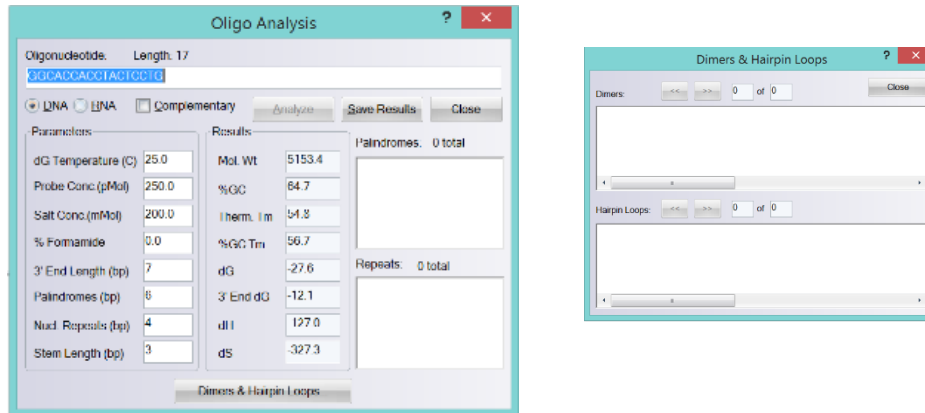 Oligo Analysis
? ×
Oligonucleotide: Length: 17
GGCACCACCTACTCCTG
DNA RNA Complementary Analyze Save Results Close
Parameters
dG Temperature (C) 25.0
Probe Conc.(pMol) 250.0
Salt Conc.(mMol) 200.0
% Formamide 0.0
3' End Length (bp) 7
Palindromes (bp) 6
Nucl. Repeats (bp) 4
Stem Length (bp) 3
Results
Mol. Wt 5153.4
%GC 64.7
Therm. Tm 54.8
%GC Tm 56.7
dG -27.6
3' End dG -12.1
dH -127.0
dS -327.3
Palindromes: 0 total
Repeats: 0 total
Dimers & Hairpin Loops
Dimers & Hairpin Loops
? ×
Dimers: << >> 0 of 0 Close
Hairpin Loops: << >> 0 of 0